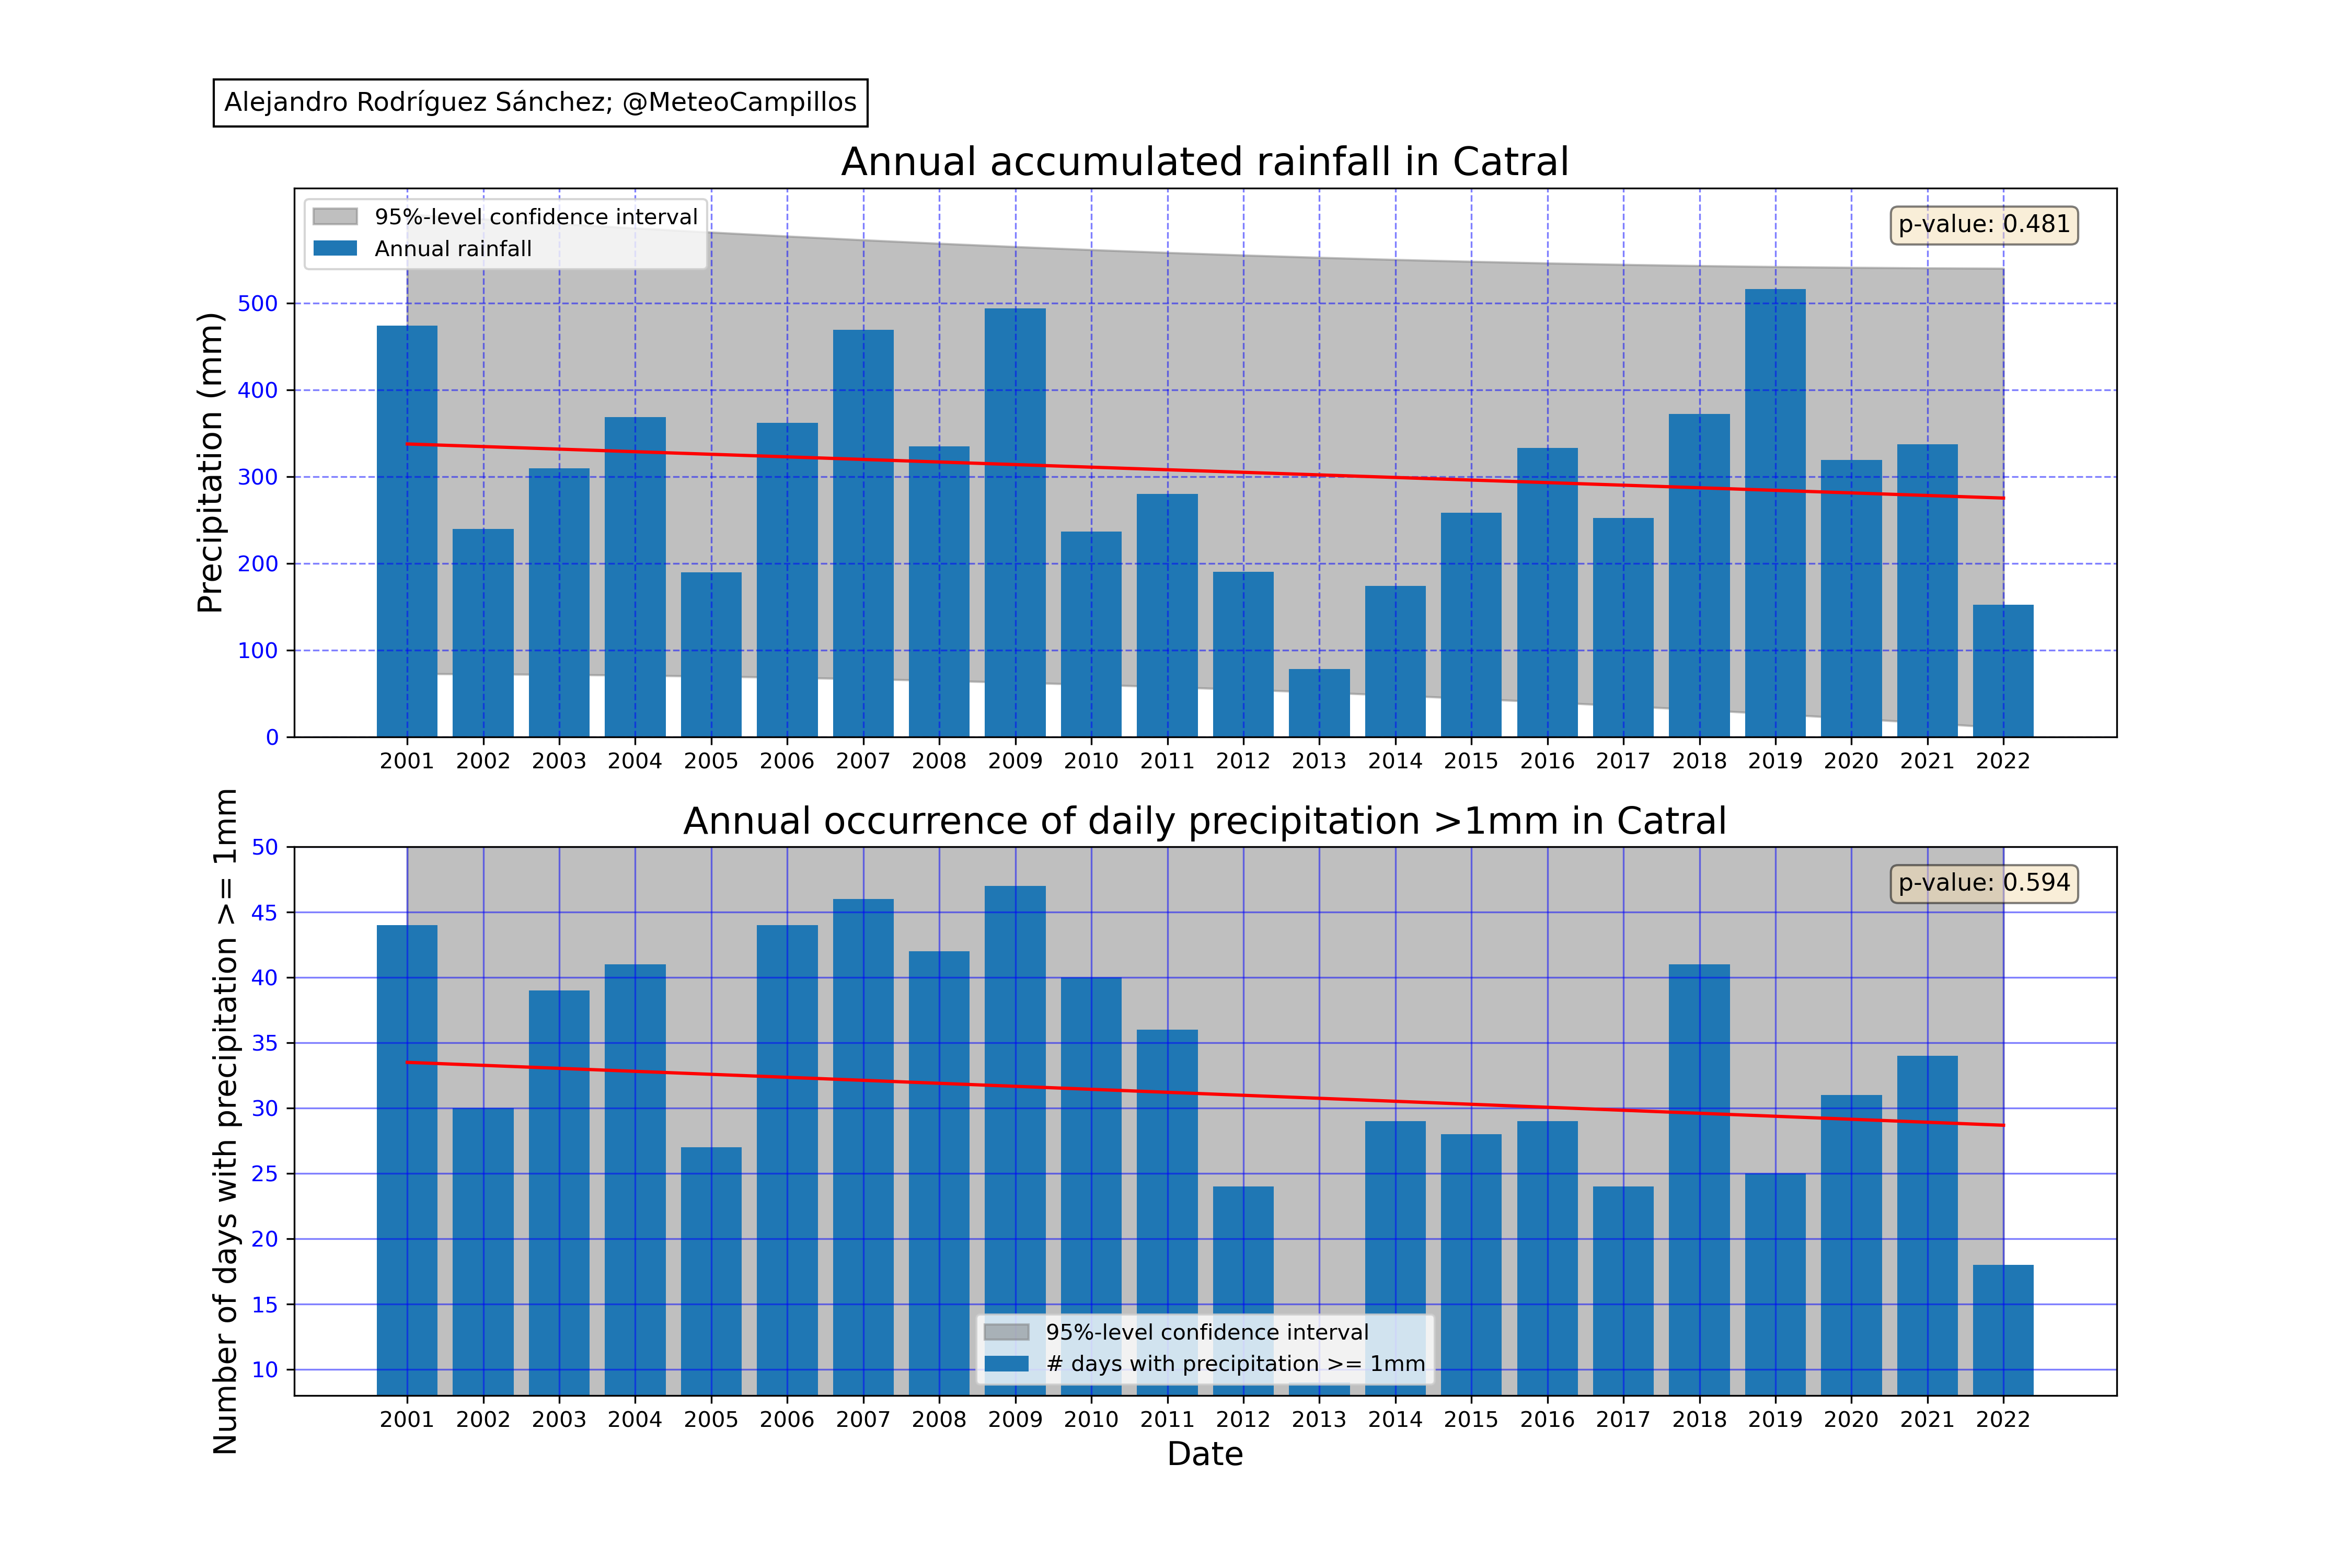 Alejandro Rodríguez Sánchez; @MeteoCampillos
Annual accumulated rainfall in Catral
95%-level confidence interval
Annual rainfall
p-value: 0.481
Precipitation (mm)
500
400
300
200
100
0
2001 2002 2003 2004 2005 2006 2007 2008 2009 2010 2011 2012 2013 2014 2015 2016 2017 2018 2019 2020 2021 2022
Annual occurrence of daily precipitation >1mm in Catral
p-value: 0.594
Number of days with precipitation >= 1mm
50
45
40
35
30
25
20
15
10
95%-level confidence interval
# days with precipitation >= 1mm
2001 2002 2003 2004 2005 2006 2007 2008 2009 2010 2011 2012 2013 2014 2015 2016 2017 2018 2019 2020 2021 2022
Date